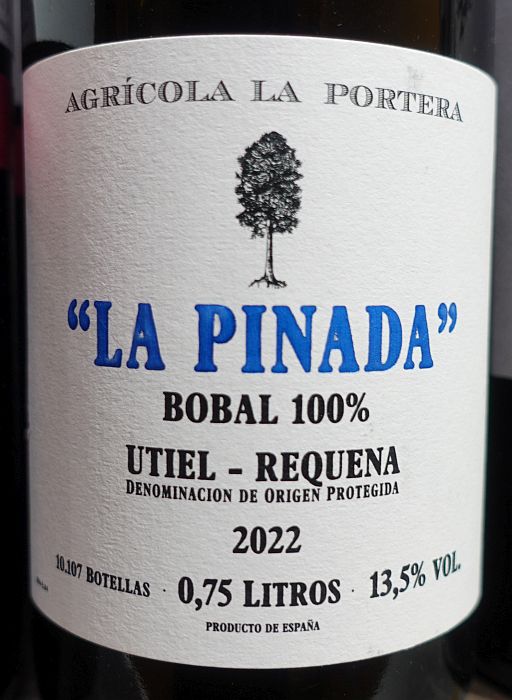 AGRÍCOLA LA PORTERA
“LA PINADA”
BOBAL 100%
UTIEL - REQUENA
DENOMINACION DE ORIGEN PROTEGIDA
2022
10.107 BOTELLAS · 0,75 LITROS · 13,5% VOL.
PRODUCTO DE ESPAÑA